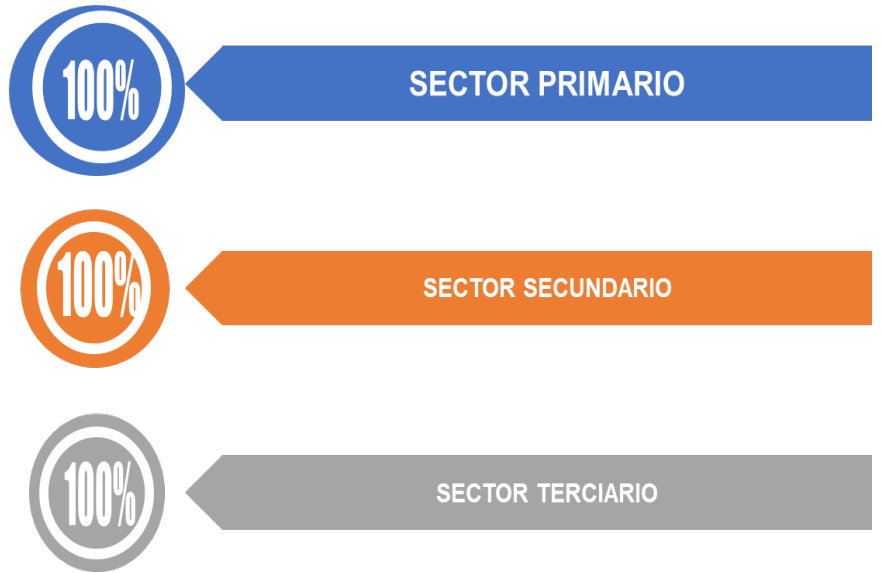 100%
SECTOR PRIMARIO
100%
SECTOR SECUNDARIO
100%
SECTOR TERCIARIO